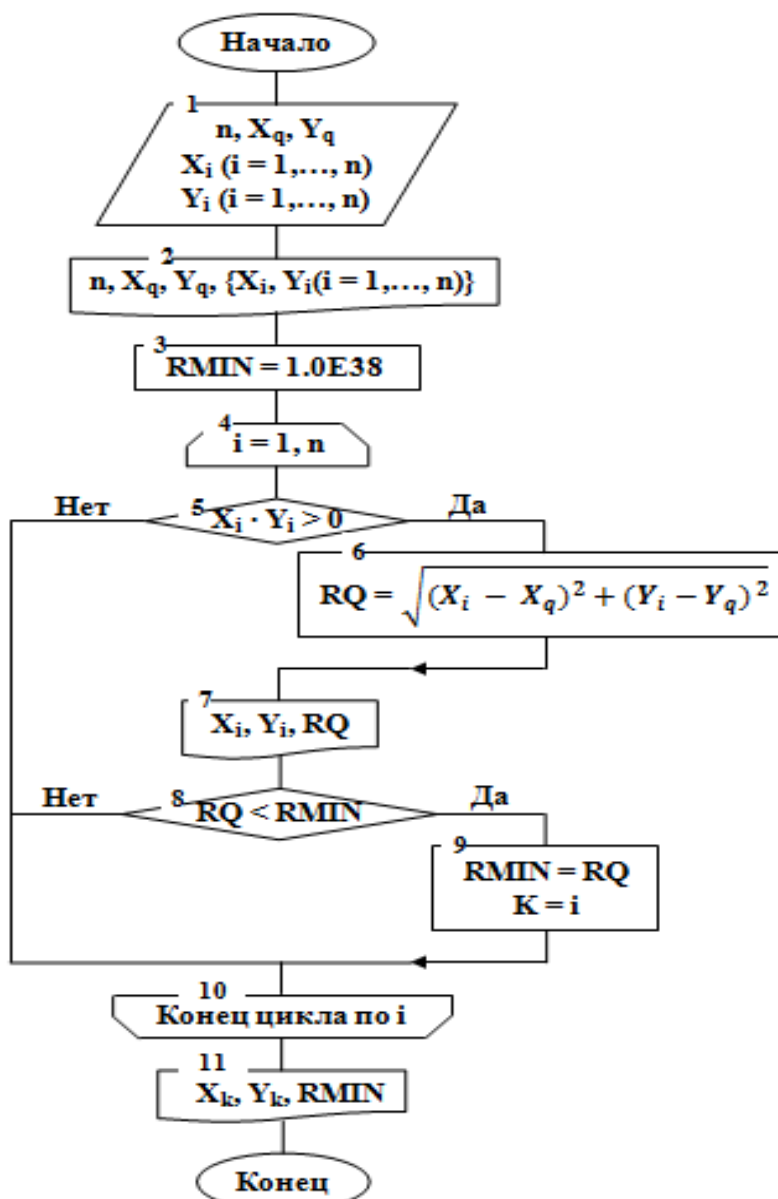 Начало
1
n, Xq, Yq
Xi (i = 1,..., n)
Yi (i = 1,..., n)
2
n, Xq, Yq, {Xi, Yi(i = 1,..., n)}
3
RMIN = 1.0E38
4
i = 1, n
Нет
5
Xi · Yi > 0
Да
6
RQ = √(Xi − Xq)² + (Yi − Yq)²
7
Xi, Yi, RQ
Нет
8
RQ < RMIN
Да
9
RMIN = RQ
K = i
10
Конец цикла по i
11
Xk, Yk, RMIN
Конец